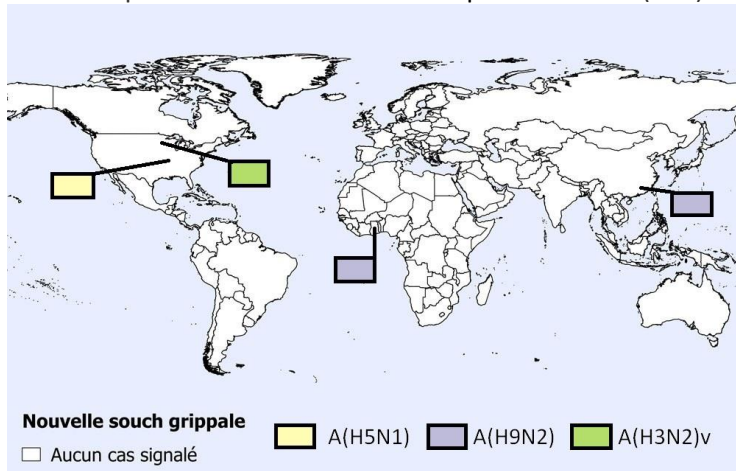 Nouvelle souch grippale
Aucun cas signalé
A(H5N1)
A(H9N2)
A(H3N2)v